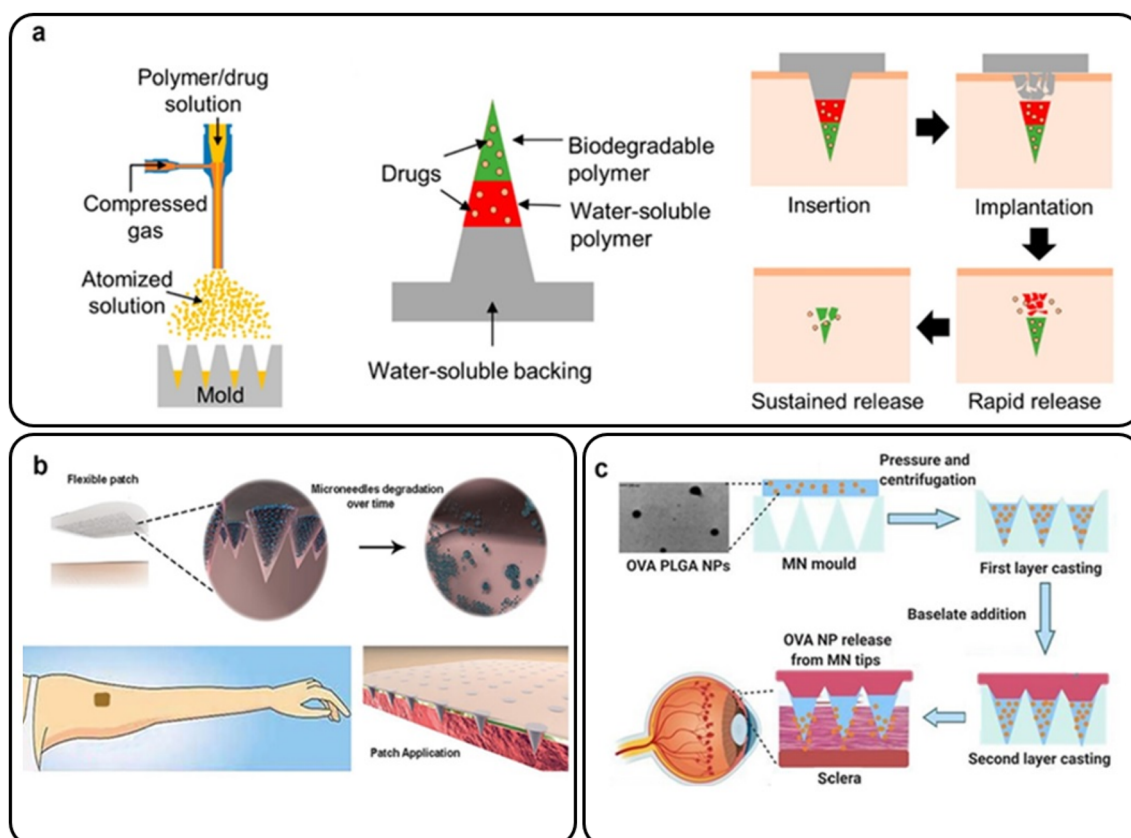 a
Polymer/drug
solution
Compressed
gas
Atomized
solution
Mold
Drugs
Biodegradable
polymer
Water-soluble
polymer
Water-soluble backing
Insertion
Implantation
Sustained release
Rapid release
b
Flexible patch
Microneedles degradation
over time
Patch Application
c
OVA PLGA NPs
MN mould
Pressure and
centrifugation
First layer casting
Baselate addition
OVA NP release
from MN tips
Sclera
Second layer casting